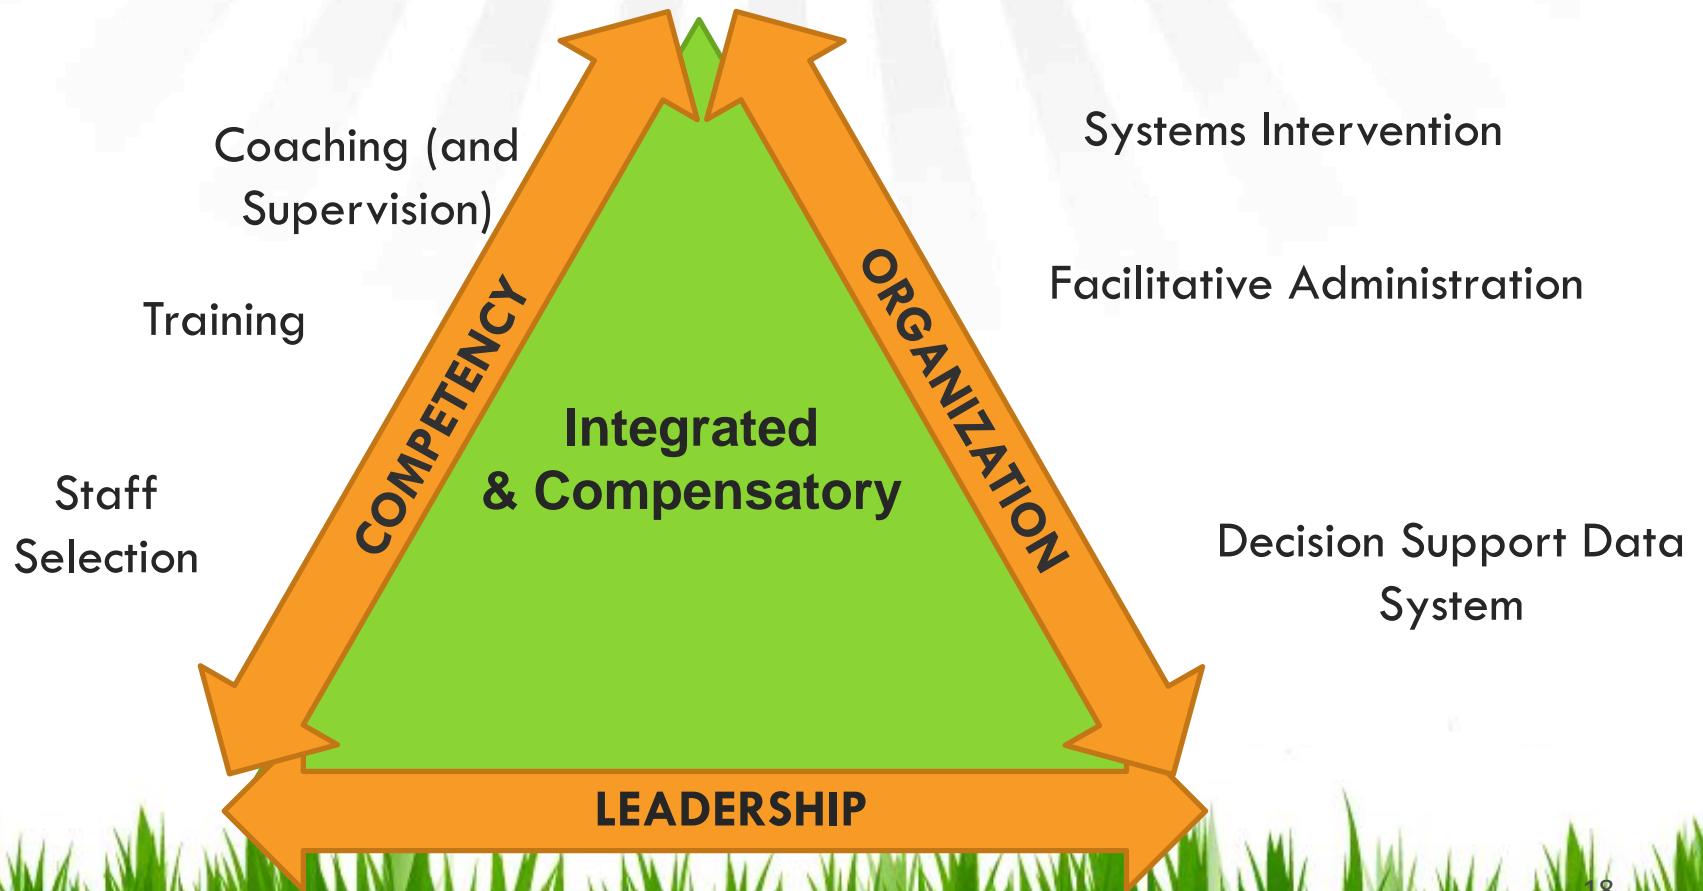 Coaching (and
Supervision)
Training
Staff
Selection
COMPETENCY
Integrated
& Compensatory
ORGANIZATION
Systems Intervention
Facilitative Administration
Decision Support Data
System
LEADERSHIP
18